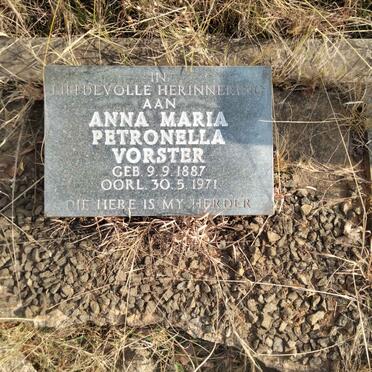 IN
LIEFDEVOLLE HERINNERING
AAN
ANNA MARIA
PETRONELLA
VORSTER
GEB. 9.9.1887
OORL. 30.5.1971
DIE HERE IS MY HERDER